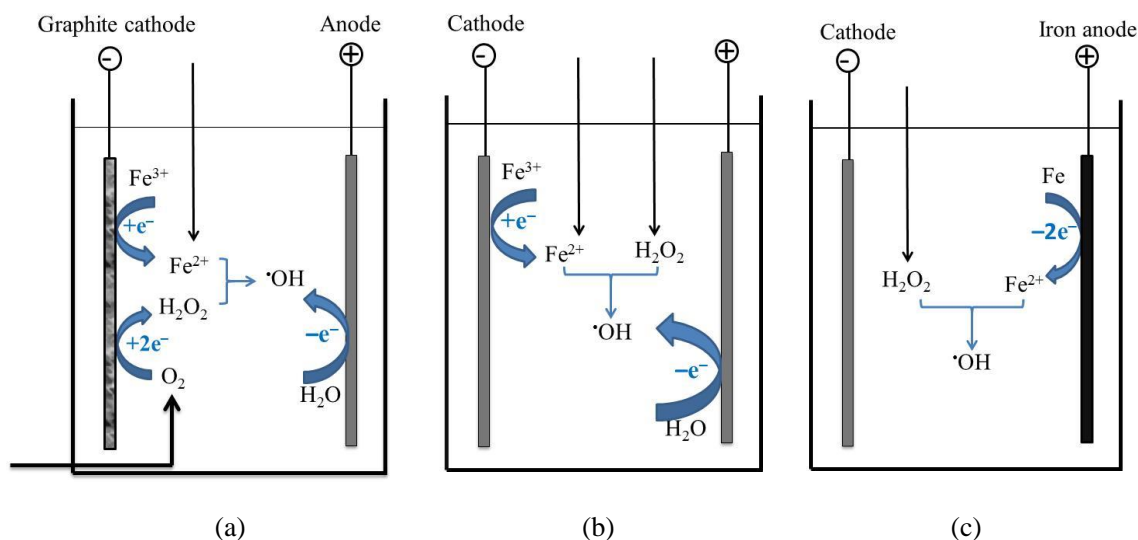 Graphite cathode
Anode
-
+
Fe³⁺
+e⁻
Fe²⁺
H₂O₂
•OH
+2e⁻
O₂
−e⁻
H₂O
(a)
Cathode
-
+
Fe³⁺
+e⁻
Fe²⁺
H₂O₂
•OH
−e⁻
H₂O
(b)
Cathode
Iron anode
-
+
Fe
−2e⁻
H₂O₂
Fe²⁺
•OH
(c)